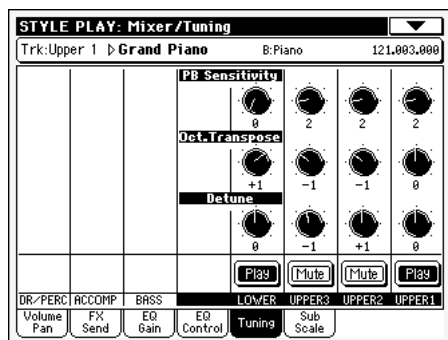 STYLE PLAY: Mixer/Tuning
Trk:Upper 1 ▷Grand Piano B:Piano 121.003.000
PB Sensitivity
0 2 2 2
Oct.Transpose
+1 -1 -1 0
Detune
0 -1 +1 0
Play Mute Mute Play
DR/PERC ACCOMP BASS LOWER UPPER3 UPPER2 UPPER1
Volume Pan FX Send EQ Gain EQ Control Tuning Sub Scale